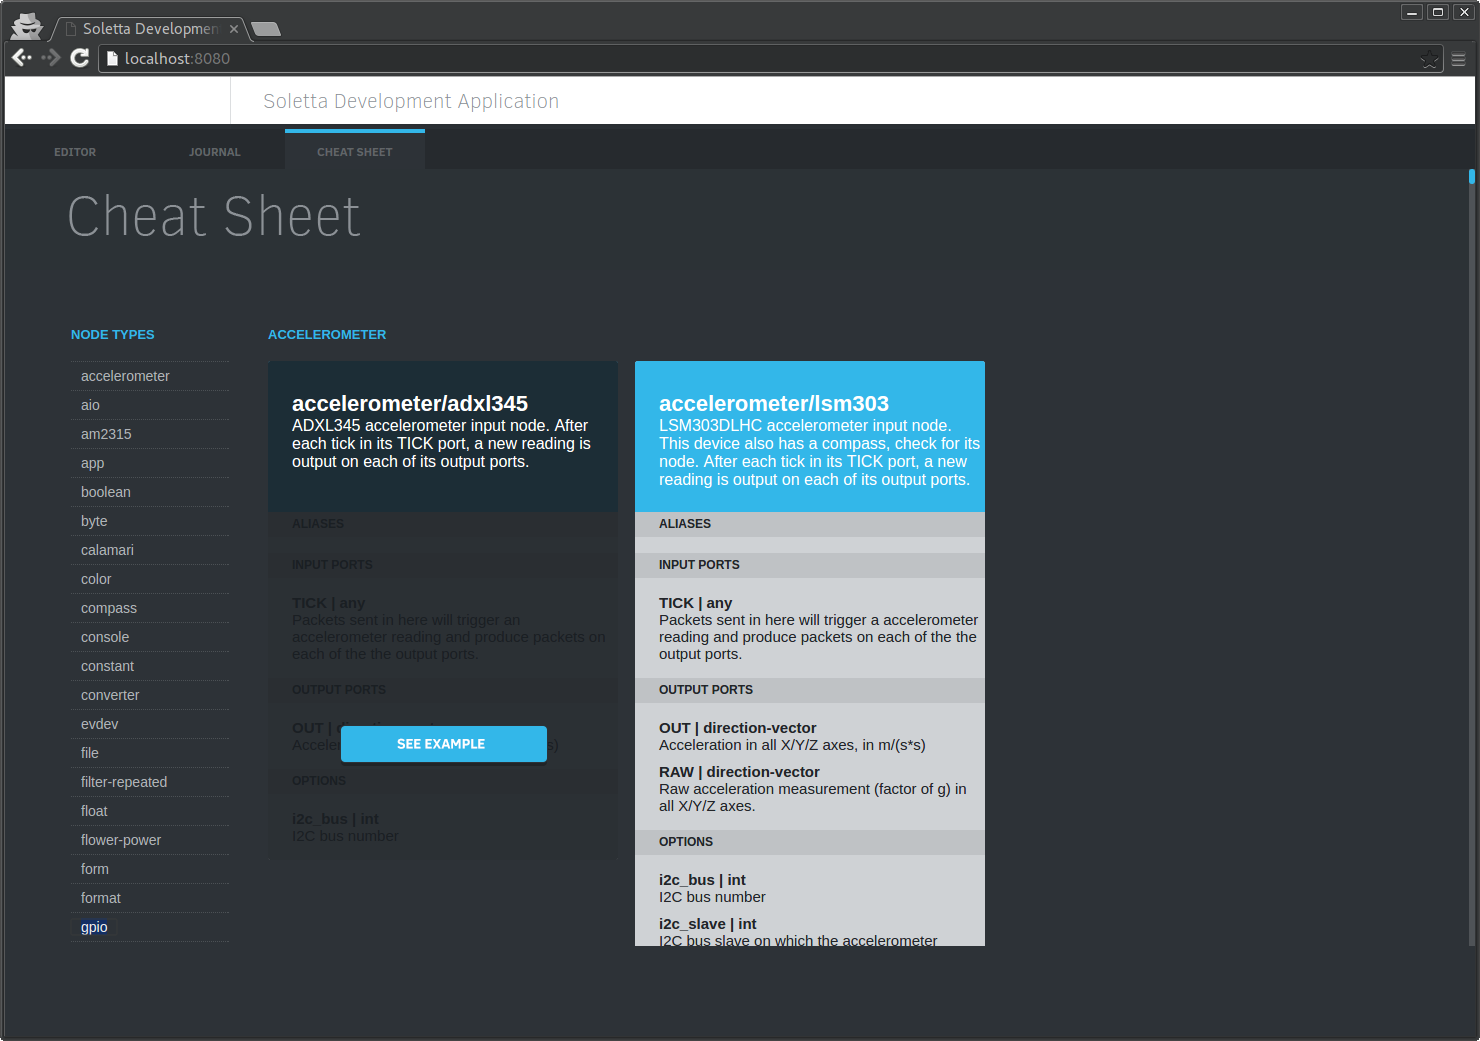 Soletta Developmen
localhost:8080
Soletta Development Application
EDITOR
JOURNAL
CHEAT SHEET
Cheat Sheet
NODE TYPES
accelerometer
aio
am2315
app
boolean
byte
calamari
color
compass
console
constant
converter
evdev
file
filter-repeated
float
flower-power
form
format
gpio
ACCELEROMETER
accelerometer/adxl345
ADXL345 accelerometer input node. After
each tick in its TICK port, a new reading is
output on each of its output ports.
ALIASES
INPUT PORTS
TICK | any
Packets sent in here will trigger an
accelerometer reading and produce packets on
each of the the output ports.
OUTPUT PORTS
OUT |
SEE EXAMPLE
OPTIONS
i2c_bus | int
I2C bus number
accelerometer/lsm303
LSM303DLHC accelerometer input node.
This device also has a compass, check for its
node. After each tick in its TICK port, a new
reading is output on each of its output ports.
ALIASES
INPUT PORTS
TICK | any
Packets sent in here will trigger a accelerometer
reading and produce packets on each of the the
output ports.
OUTPUT PORTS
OUT | direction-vector
Acceleration in all X/Y/Z axes, in m/(s*s)
RAW | direction-vector
Raw acceleration measurement (factor of g) in
all X/Y/Z axes.
OPTIONS
i2c_bus | int
I2C bus number
i2c_slave | int
I2C bus slave on which the accelerometer